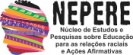 NEPERE
Núcleo de Estudos e
Pesquisas sobre Educação
para as relações raciais
e Ações Afirmativas